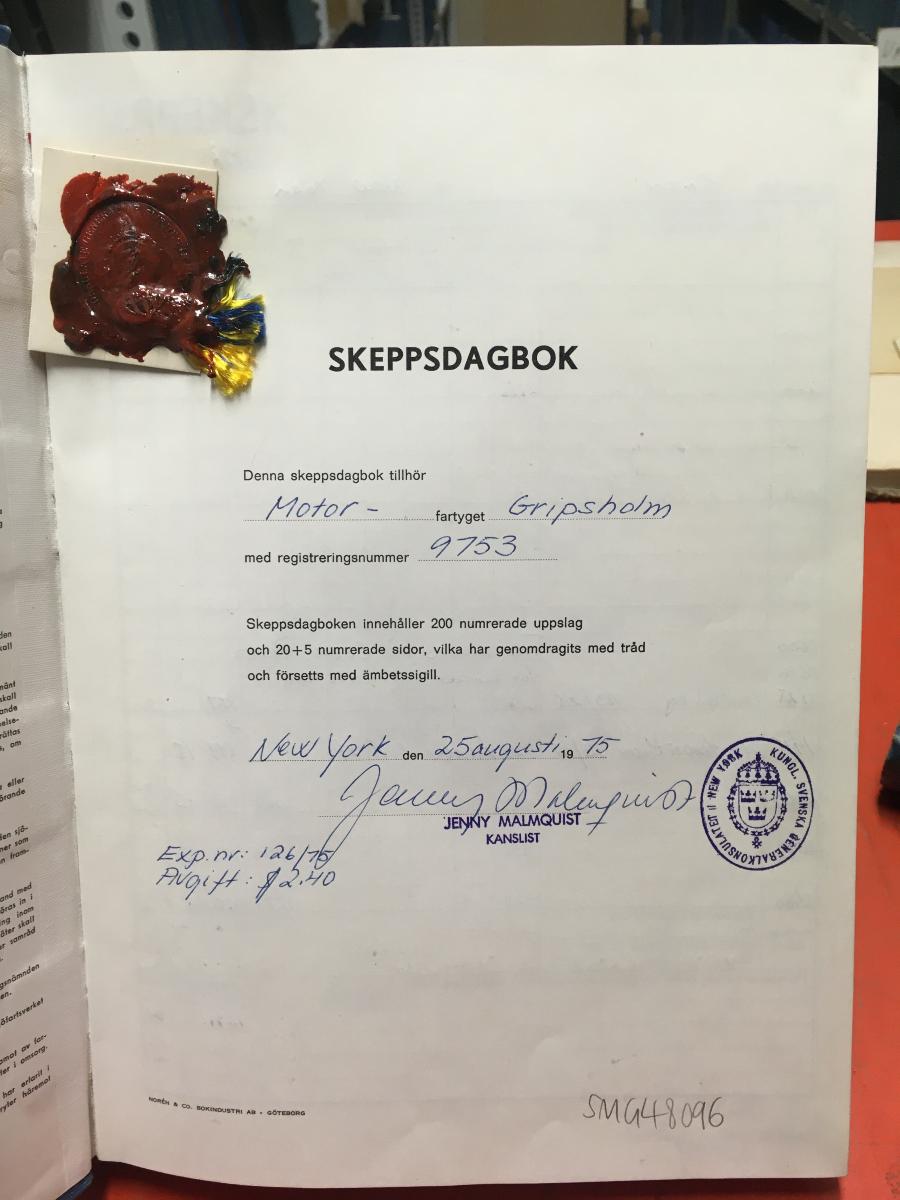 SKEPPSDAGBOK
Denna skeppsdagbok tillhör
Motor- fartyget Gripsholm
med registreringsnummer 9753
Skeppsdagboken innehåller 200 numrerade uppslag
och 20+5 numrerade sidor, vilka har genomdragits med tråd
och försetts med ämbetssigill.
New York den 25 augusti 1975
Jenny Malmquist
JENNY MALMQUIST
KANSLIST
KUNGL. SVENSKA GENERALKONSULATET I NEW YORK
Exp.nr: 126/75
Avgift: $2.40
NORÉN & CO. BOKINDUSTRI AB - GÖTEBORG
SMG48096